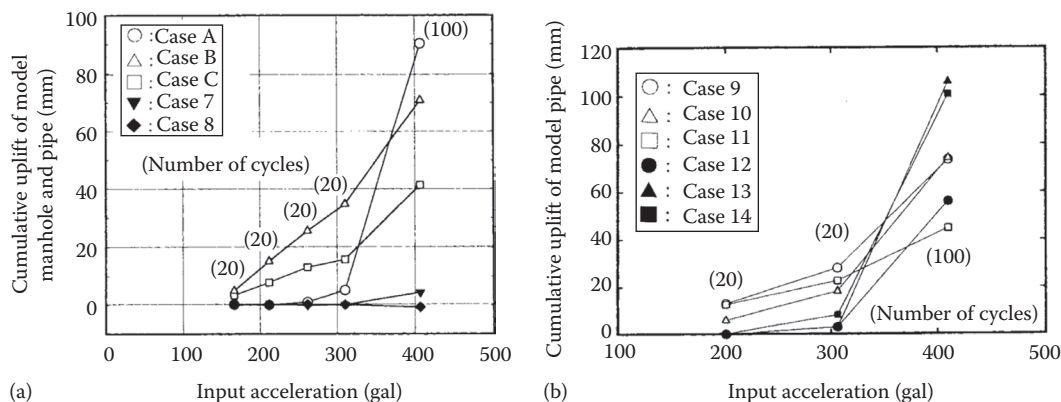 Cumulative uplift of model
manhole and pipe (mm)
100
80
60
40
20
0
0
100
200
300
400
500
Input acceleration (gal)
(a)
: Case A
: Case B
: Case C
: Case 7
: Case 8
(Number of cycles)
(20)
(20)
(20)
(20)
(100)
Cumulative uplift of model pipe (mm)
120
100
80
60
40
20
0
100
200
300
400
500
Input acceleration (gal)
(b)
: Case 9
: Case 10
: Case 11
: Case 12
: Case 13
: Case 14
(20)
(20)
(100)
(Number of cycles)